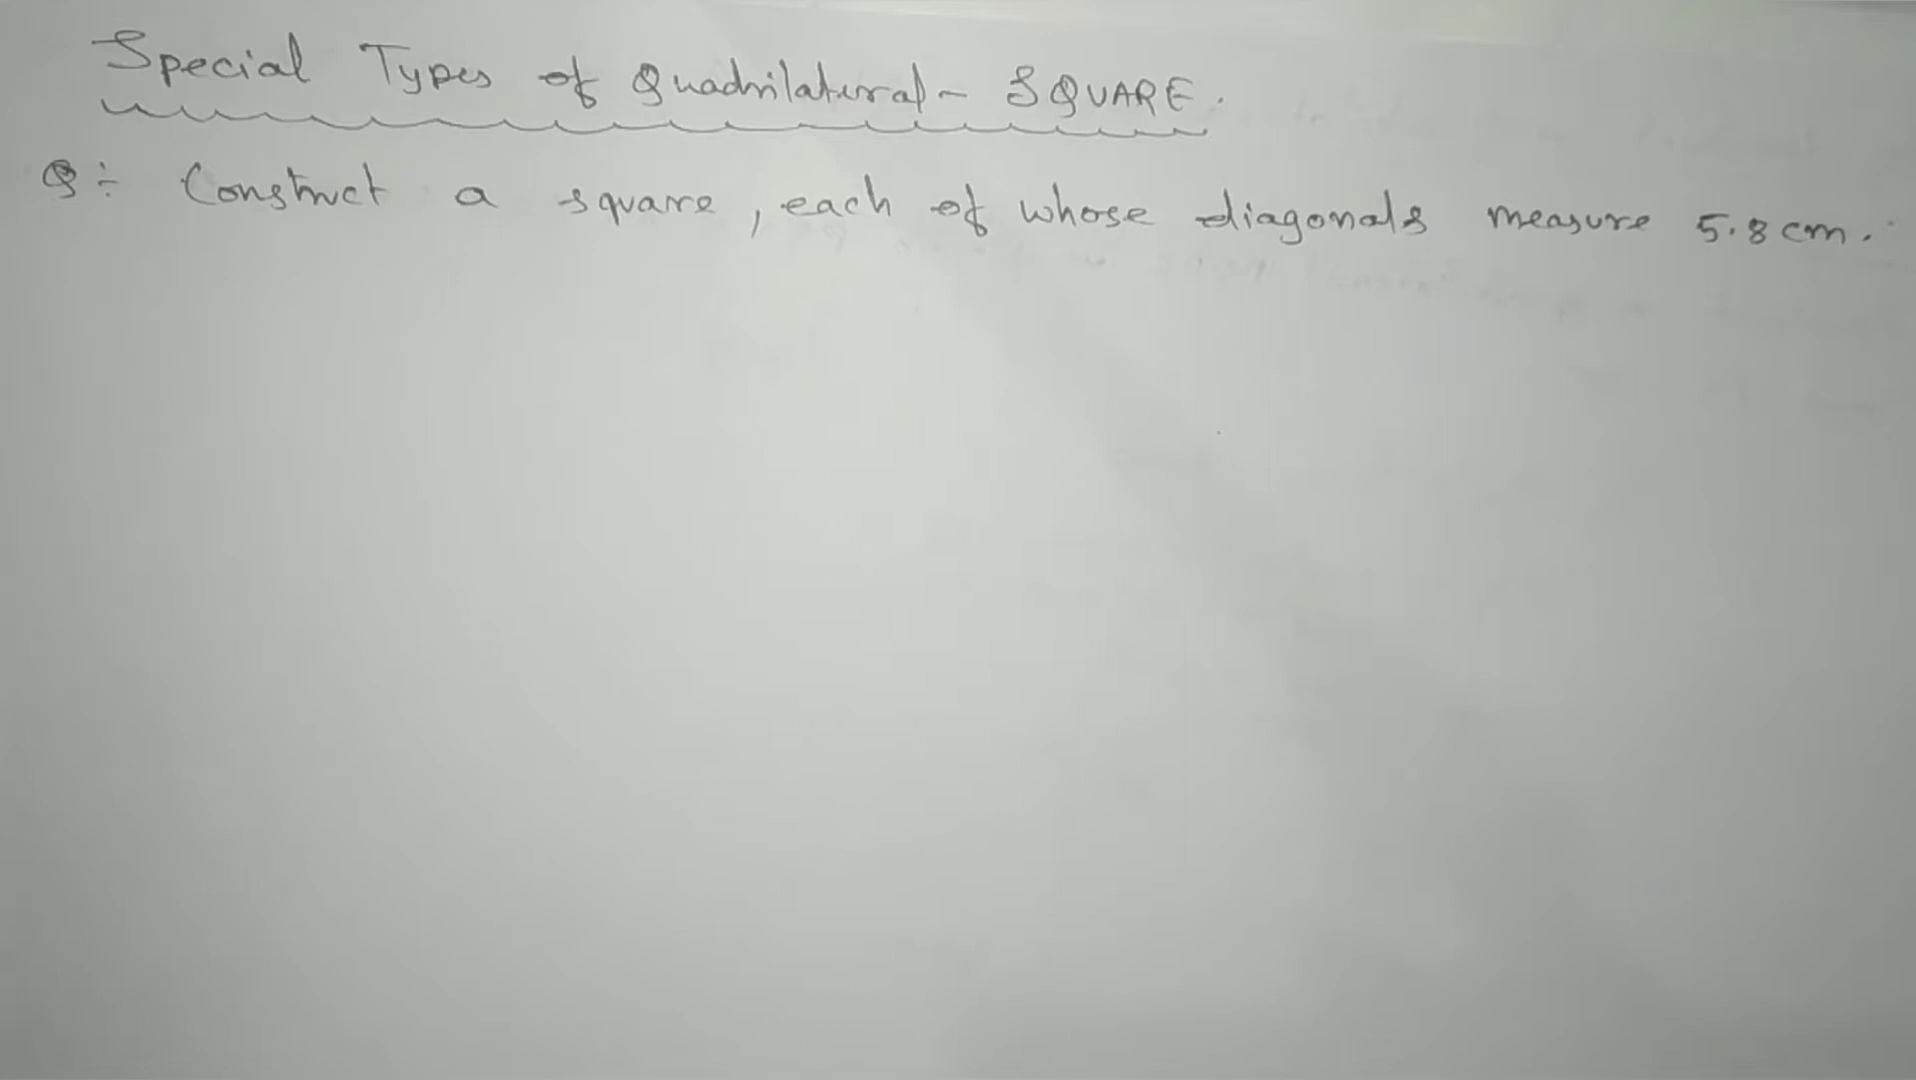 Special Types of Quadrilateral - SQUARE.
Q÷ Construct a square, each of whose diagonals measure 5.8 cm.